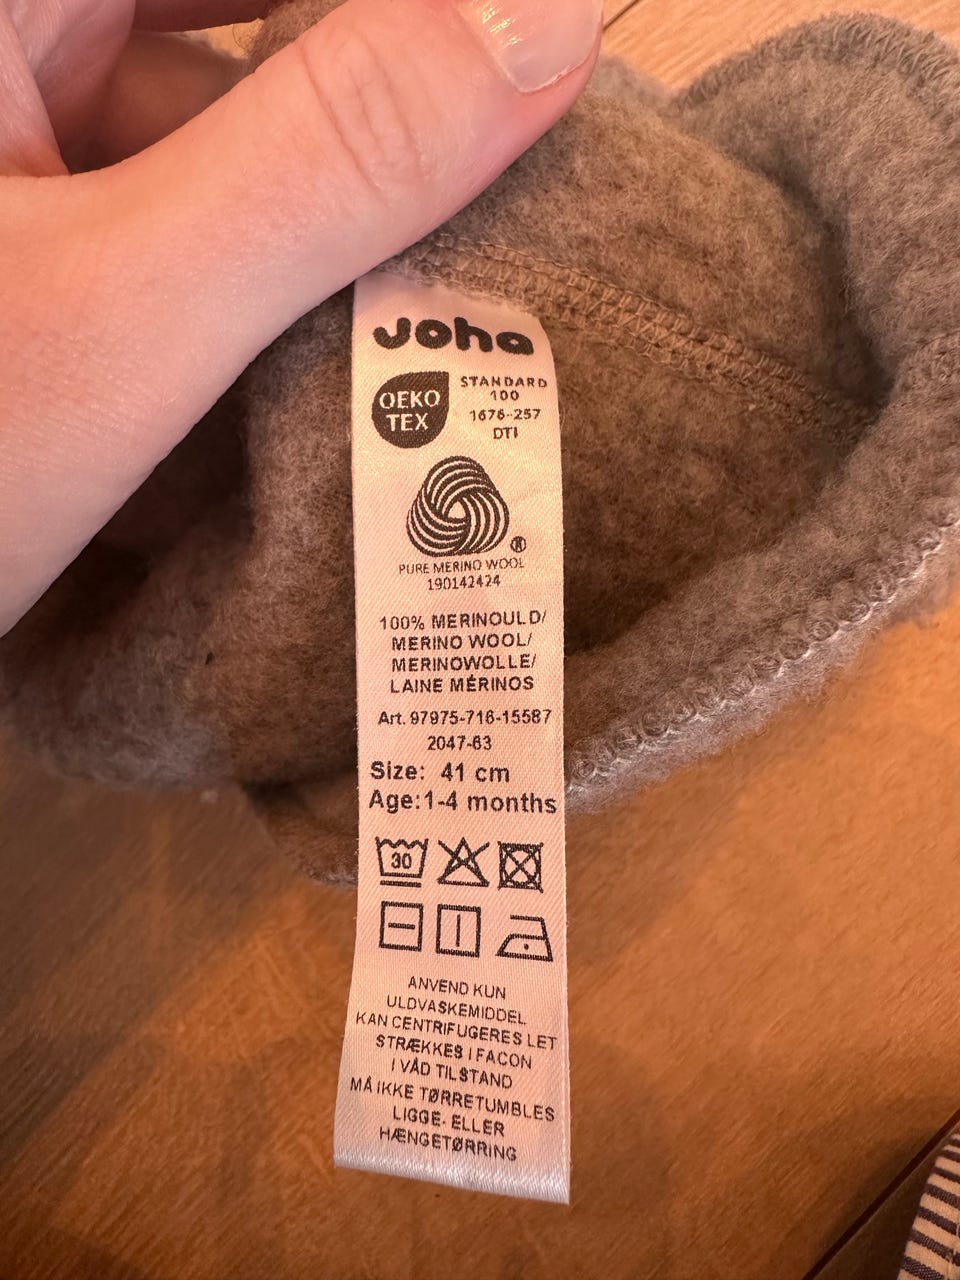 Joha
OEKO
TEX
STANDARD
100
1676-257
DTI
®
PURE MERINO WOOL
190142424
100% MERINOULD/
MERINO WOOL/
MERINOWOLLE/
LAINE MÉRINOS
Art. 97975-716-15587
2047-63
Size: 41 cm
Age:1-4 months
30
ANVEND KUN
ULDVASKEMIDDEL
KAN CENTRIFUGERES LET
STRÆKKES I FACON
I VÅD TILSTAND
MÅ IKKE TØRRETUMBLES
LIGGE- ELLER
HÆNGETØRRING